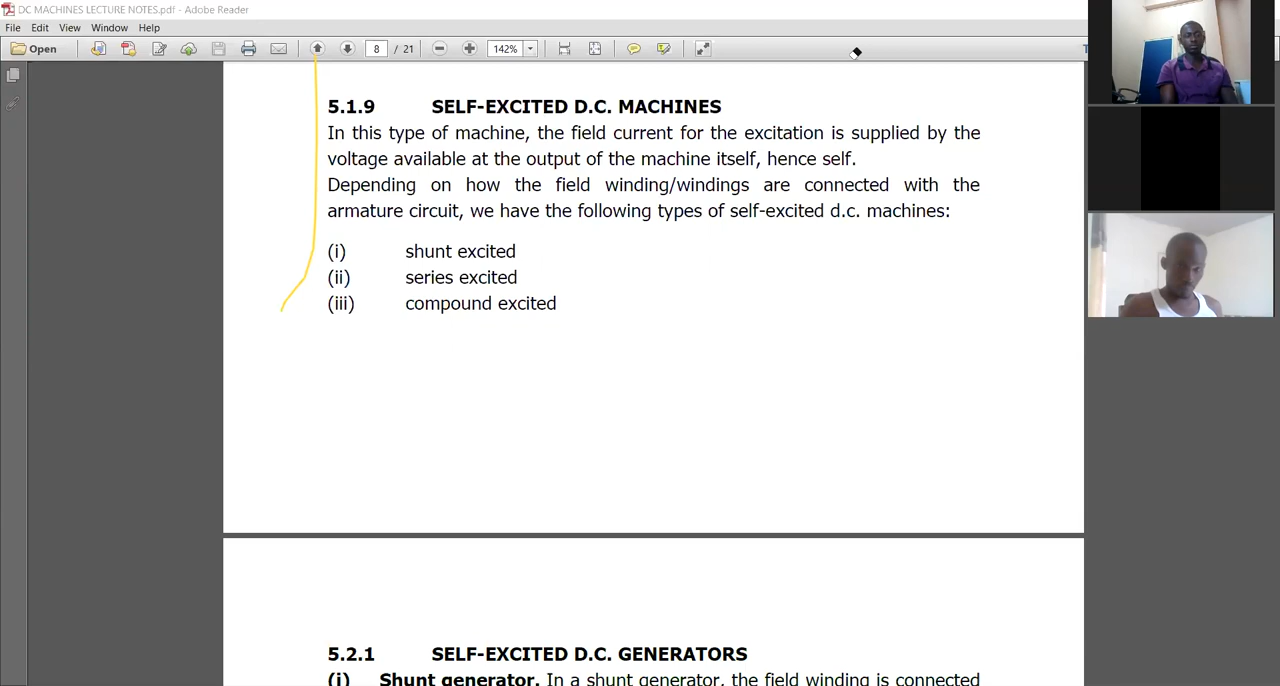 DC MACHINES LECTURE NOTES.pdf - Adobe Reader
File Edit View Window Help
Open 8 / 21 142%
5.1.9 SELF-EXCITED D.C. MACHINES
In this type of machine, the field current for the excitation is supplied by the
voltage available at the output of the machine itself, hence self.
Depending on how the field winding/windings are connected with the
armature circuit, we have the following types of self-excited d.c. machines:
(i) shunt excited
(ii) series excited
(iii) compound excited
5.2.1 SELF-EXCITED D.C. GENERATORS
(i) Shunt generator. In a shunt generator, the field winding is connected